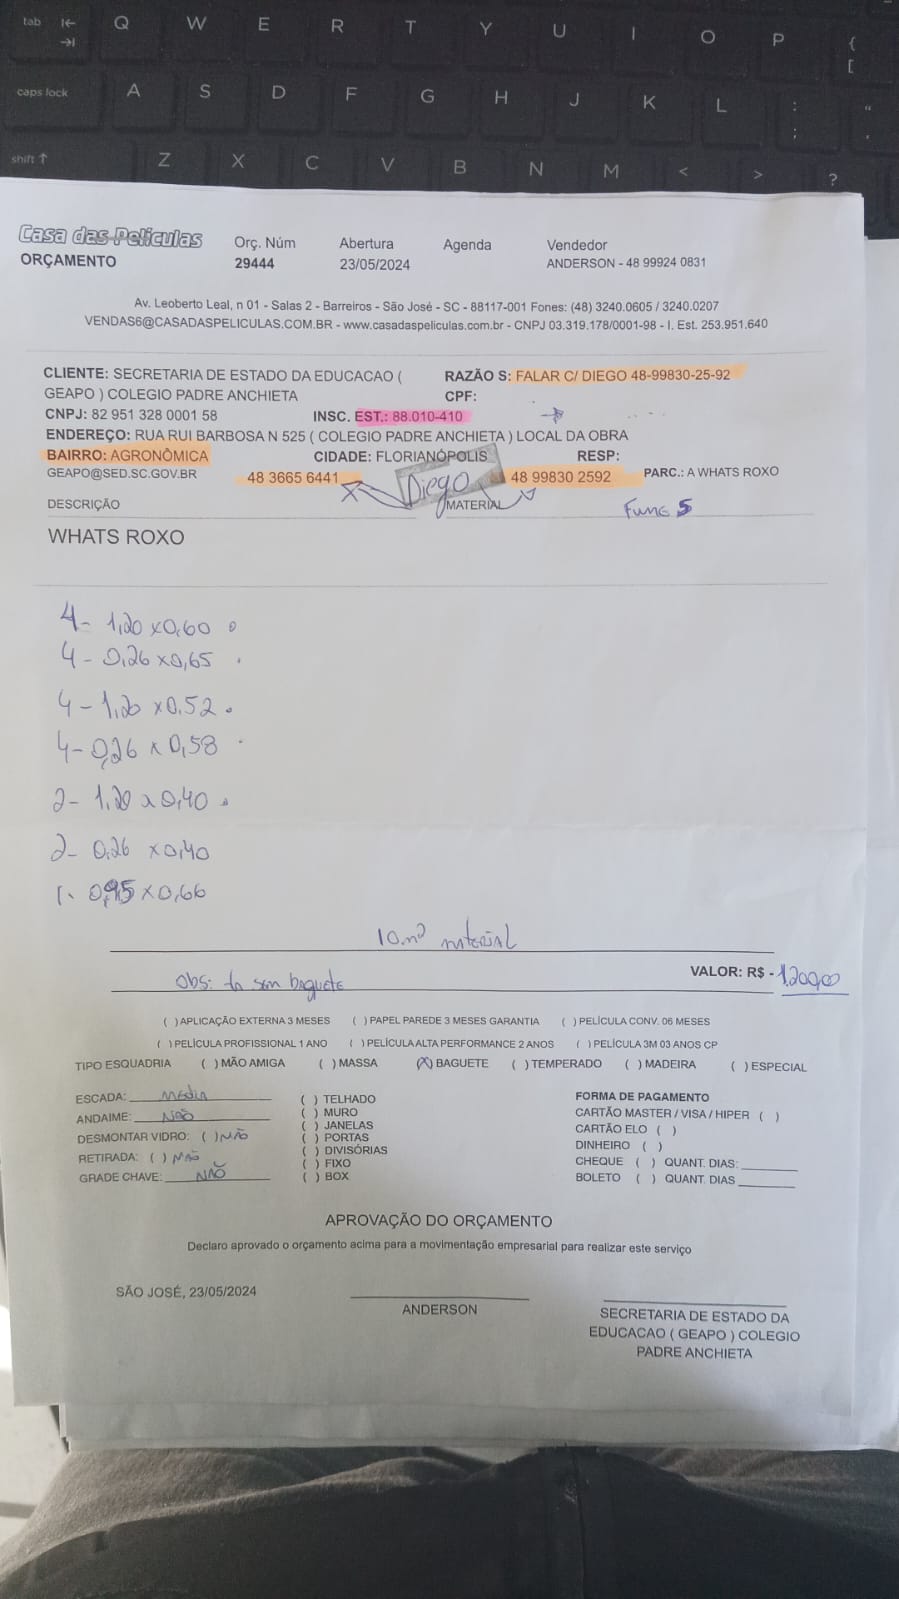 tab Q W E R T Y U I O P { [
caps lock A S D F G H J K L : ; " '
shift ↑ Z X C V B N M < > ?
Casa das Películas
ORÇAMENTO
Orç. Núm
29444
Abertura
23/05/2024
Agenda
Vendedor
ANDERSON - 48 99924 0831
Av. Leoberto Leal, n 01 - Salas 2 - Barreiros - São José - SC - 88117-001 Fones: (48) 3240.0605 / 3240.0207
VENDAS6@CASADASPELICULAS.COM.BR - www.casadaspeliculas.com.br - CNPJ 03.319.178/0001-98 - I. Est. 253.951.640
CLIENTE: SECRETARIA DE ESTADO DA EDUCACAO ( RAZÃO S: FALAR C/ DIEGO 48-99830-25-92
GEAPO ) COLEGIO PADRE ANCHIETA CPF:
CNPJ: 82 951 328 0001 58 INSC. EST.: 88.010-410
ENDEREÇO: RUA RUI BARBOSA N 525 ( COLEGIO PADRE ANCHIETA ) LOCAL DA OBRA
BAIRRO: AGRONÔMICA CIDADE: FLORIANÓPOLIS RESP:
GEAPO@SED.SC.GOV.BR 48 3665 6441 Diego 48 99830 2592 PARC.: A WHATS ROXO
DESCRIÇÃO MATERIAL Fume 5
WHATS ROXO
4- 1,20 x 0,60
4 - 0,26 x 0,65
4 - 1,20 x 0,52
4 - 0,26 x 0,58
2 - 1,20 x 0,40
2- 0,26 x 0,40
1- 0,95 x 0,66
10.m² material
VALOR: R$ - 1.200,00
Obs: ta sem baguete
( )APLICAÇÃO EXTERNA 3 MESES ( ) PAPEL PAREDE 3 MESES GARANTIA ( ) PELÍCULA CONV. 06 MESES
( ) PELÍCULA PROFISSIONAL 1 ANO ( ) PELÍCULA ALTA PERFORMANCE 2 ANOS ( ) PELÍCULA 3M 03 ANOS CP
TIPO ESQUADRIA ( ) MÃO AMIGA ( ) MASSA (X) BAGUETE ( ) TEMPERADO ( ) MADEIRA ( ) ESPECIAL
ESCADA: Media
ANDAIME: NÃO
DESMONTAR VIDRO: ( ) NÃO
RETIRADA: ( ) NÃO
GRADE CHAVE: NÃO
( ) TELHADO
( ) MURO
( ) JANELAS
( ) PORTAS
( ) DIVISÓRIAS
( ) FIXO
( ) BOX
FORMA DE PAGAMENTO
CARTÃO MASTER / VISA / HIPER ( )
CARTÃO ELO ( )
DINHEIRO ( )
CHEQUE ( ) QUANT. DIAS:
BOLETO ( ) QUANT. DIAS
APROVAÇÃO DO ORÇAMENTO
Declaro aprovado o orçamento acima para a movimentação empresarial para realizar este serviço
SÃO JOSÉ, 23/05/2024
ANDERSON
SECRETARIA DE ESTADO DA
EDUCACAO ( GEAPO ) COLEGIO
PADRE ANCHIETA